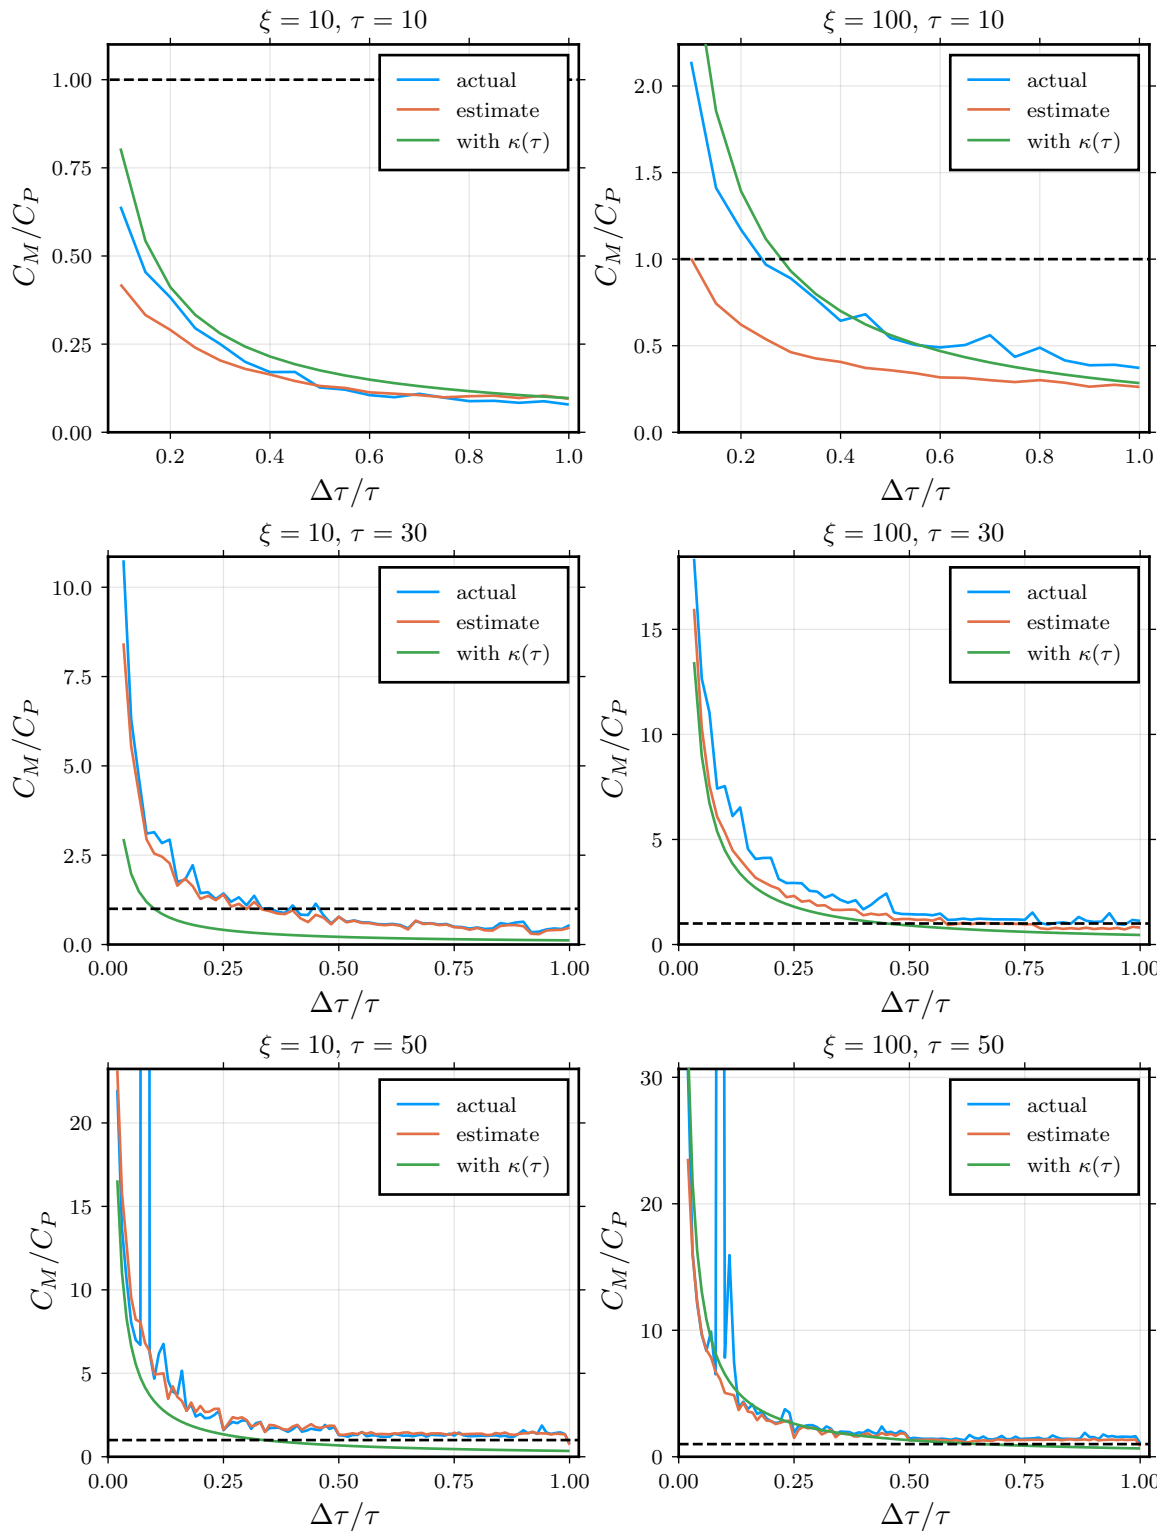 ξ = 10, τ = 10
C_M/C_P
1.00
0.75
0.50
0.25
0.00
actual
estimate
with κ(τ)
0.2 0.4 0.6 0.8 1.0
Δτ/τ
ξ = 100, τ = 10
C_M/C_P
2.0
1.5
1.0
0.5
0.0
actual
estimate
with κ(τ)
0.2 0.4 0.6 0.8 1.0
Δτ/τ
ξ = 10, τ = 30
C_M/C_P
10.0
7.5
5.0
2.5
0.0
actual
estimate
with κ(τ)
0.00 0.25 0.50 0.75 1.00
Δτ/τ
ξ = 100, τ = 30
C_M/C_P
15
10
5
0
actual
estimate
with κ(τ)
0.00 0.25 0.50 0.75 1.00
Δτ/τ
ξ = 10, τ = 50
C_M/C_P
20
15
10
5
0
actual
estimate
with κ(τ)
0.00 0.25 0.50 0.75 1.00
Δτ/τ
ξ = 100, τ = 50
C_M/C_P
30
20
10
0
actual
estimate
with κ(τ)
0.00 0.25 0.50 0.75 1.00
Δτ/τ